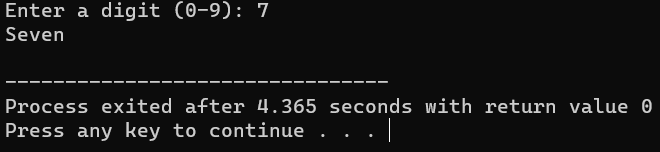 Enter a digit (0-9): 7
Seven

--------------------------------
Process exited after 4.365 seconds with return value 0
Press any key to continue . . .